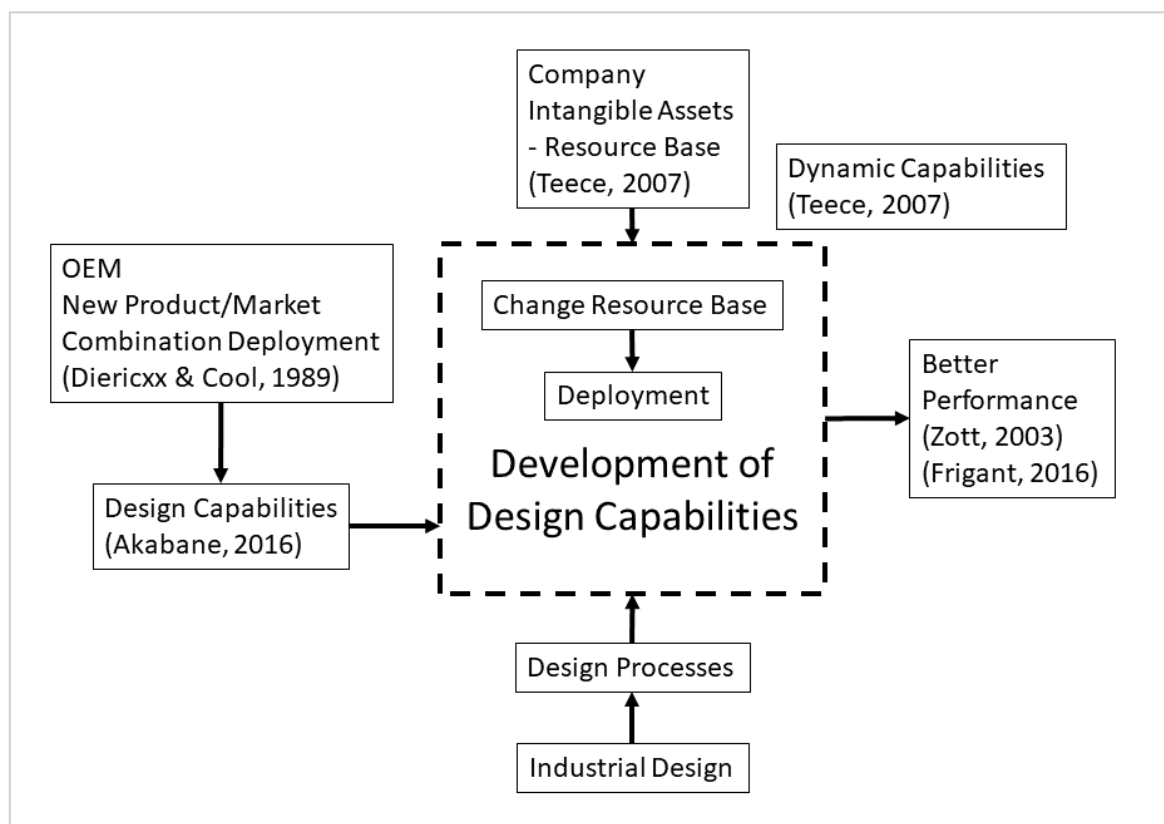 Company
Intangible Assets
- Resource Base
(Teece, 2007)
Dynamic Capabilities
(Teece, 2007)
OEM
New Product/Market
Combination Deployment
(Diericxx & Cool, 1989)
Change Resource Base
Deployment
Development of
Design Capabilities
Better
Performance
(Zott, 2003)
(Frigant, 2016)
Design Capabilities
(Akabane, 2016)
Design Processes
Industrial Design